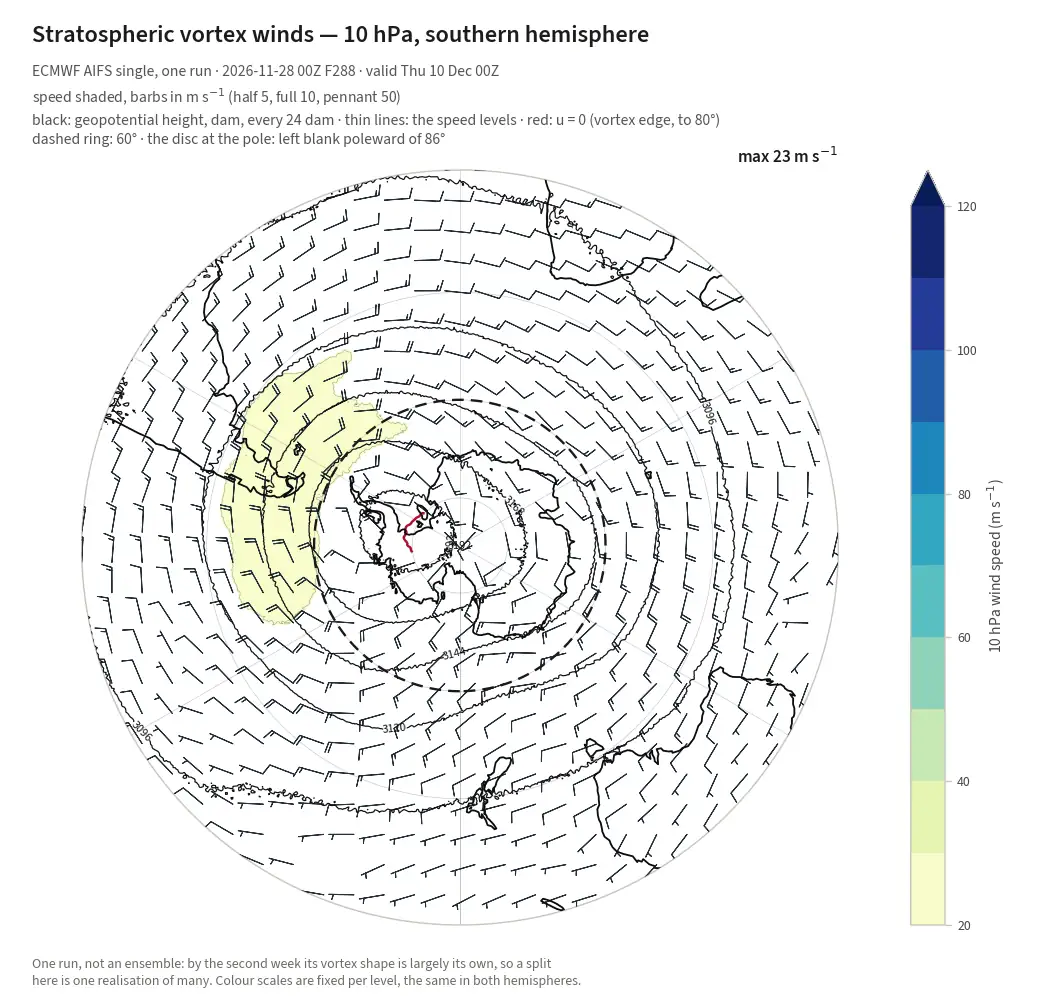 Stratospheric vortex winds — 10 hPa, southern hemisphere
ECMWF AIFS single, one run · 2026-11-28 00Z F288 · valid Thu 10 Dec 00Z
speed shaded, barbs in m s⁻¹ (half 5, full 10, pennant 50)
black: geopotential height, dam, every 24 dam · thin lines: the speed levels · red: u = 0 (vortex edge, to 80°)
dashed ring: 60° · the disc at the pole: left blank poleward of 86°
max 23 m s⁻¹
120
100
80
60
40
20
10 hPa wind speed (m s⁻¹)
3096
3144
3120
3096
One run, not an ensemble: by the second week its vortex shape is largely its own, so a split
here is one realisation of many. Colour scales are fixed per level, the same in both hemispheres.